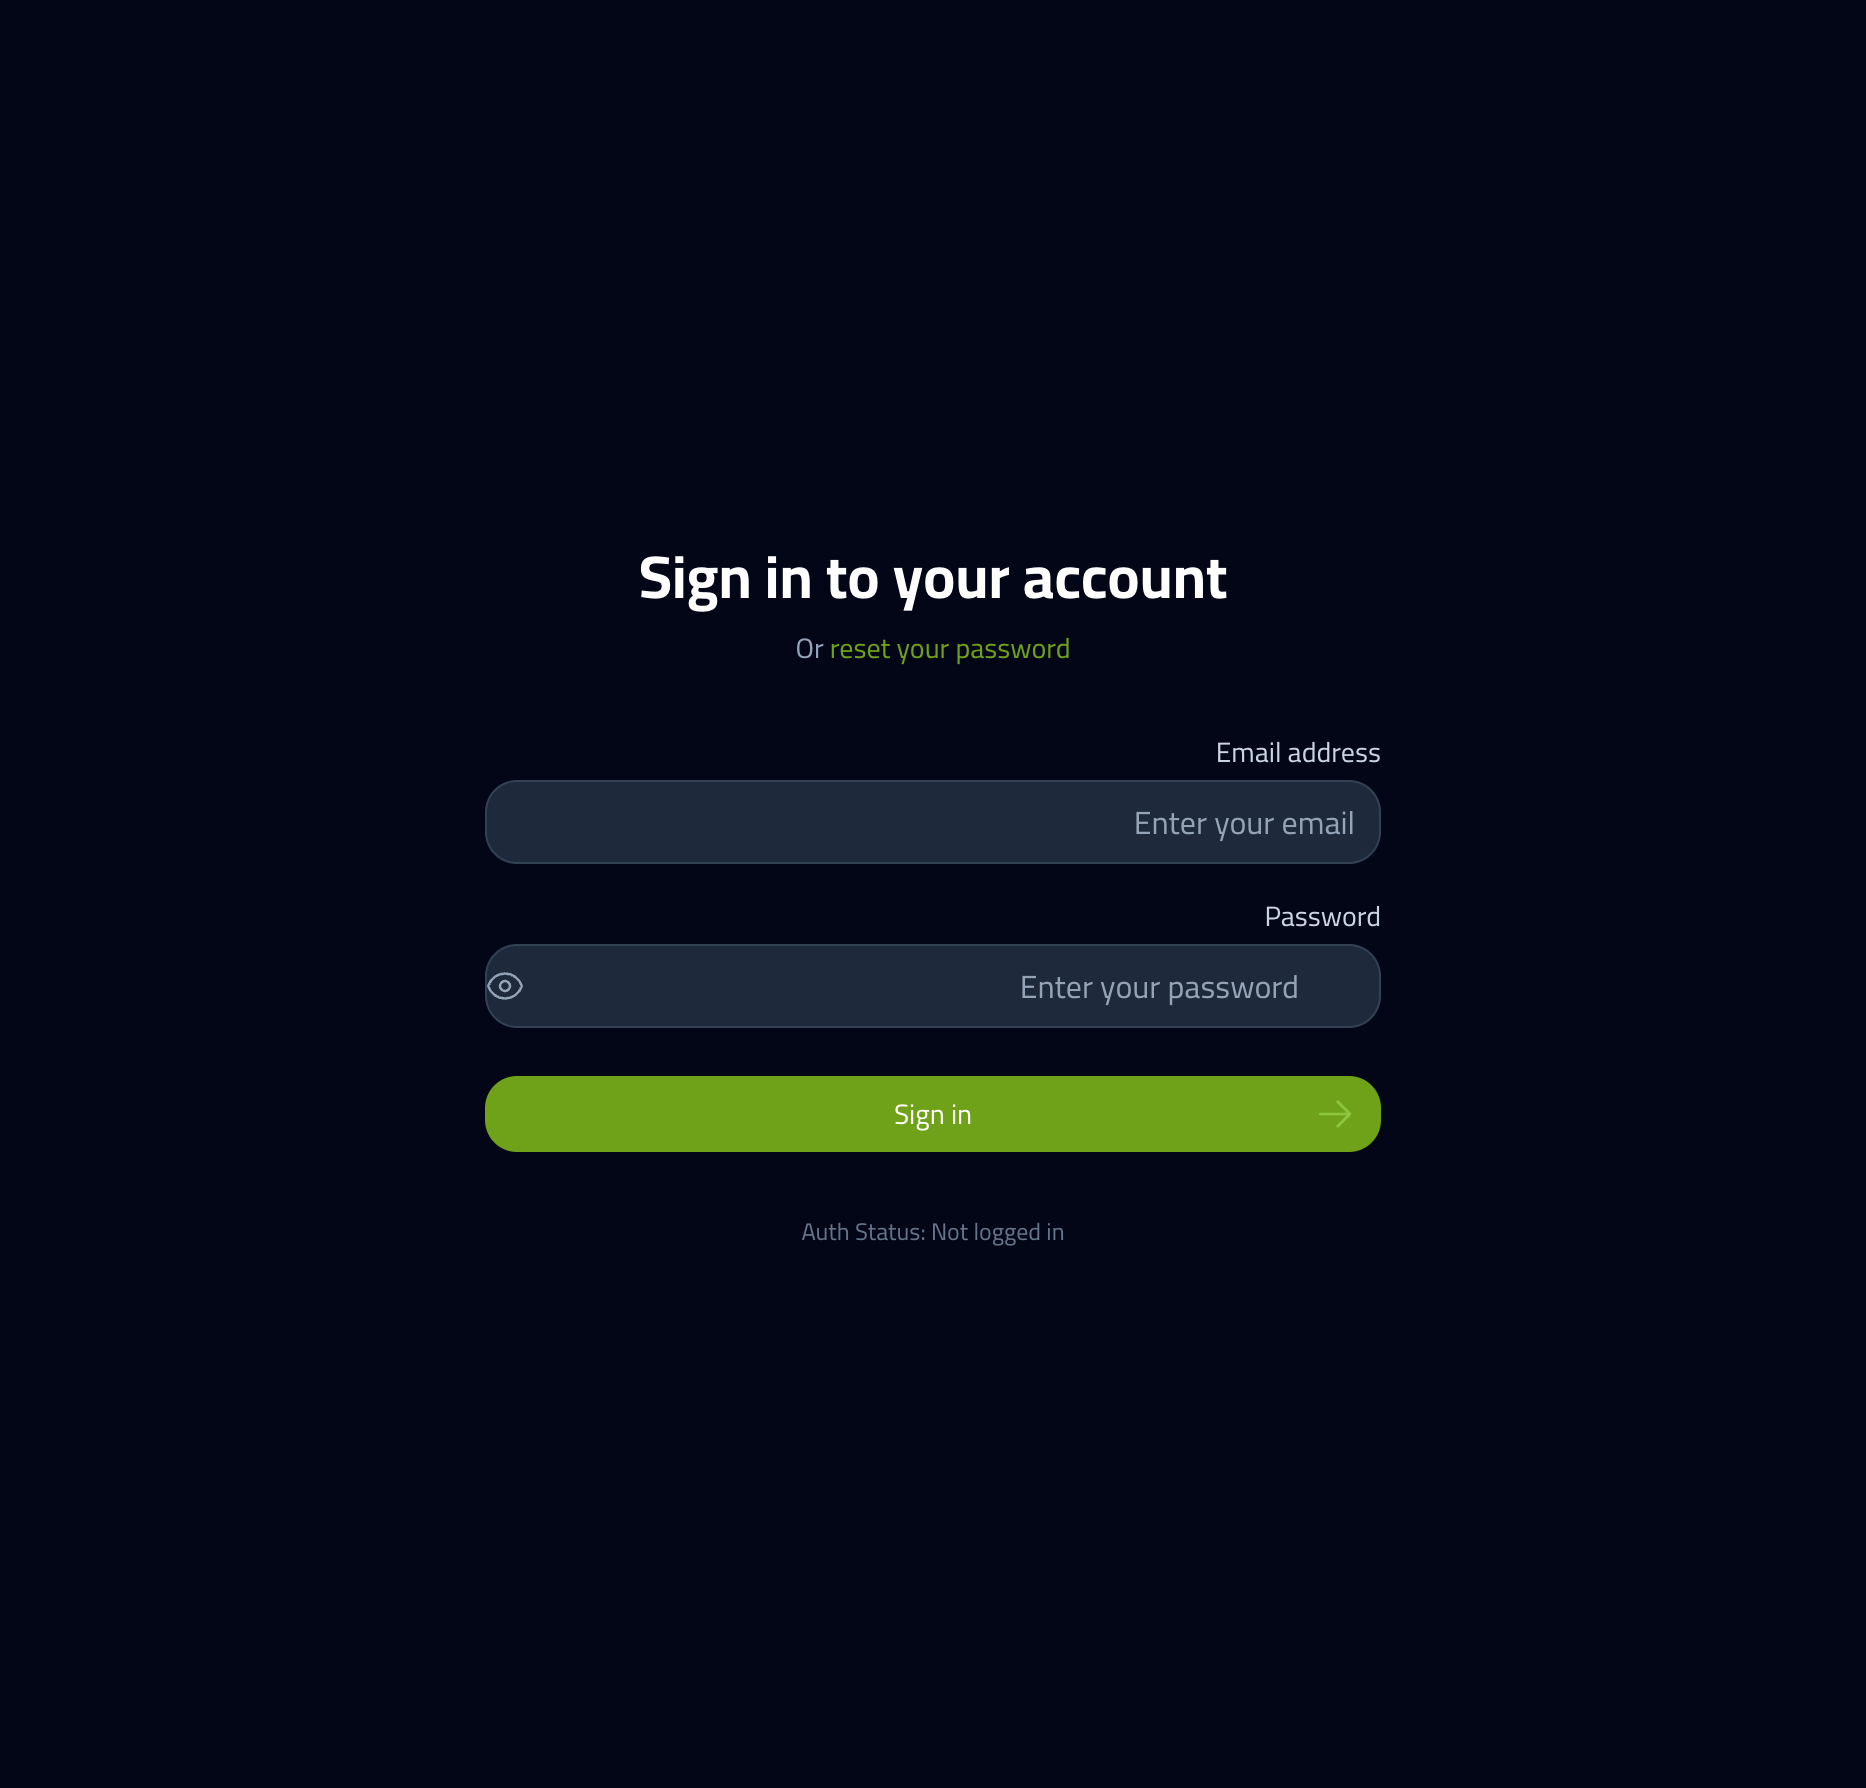 Sign in to your account
Or reset your password
Email address
Enter your email
Password
Enter your password
Sign in
Auth Status: Not logged in